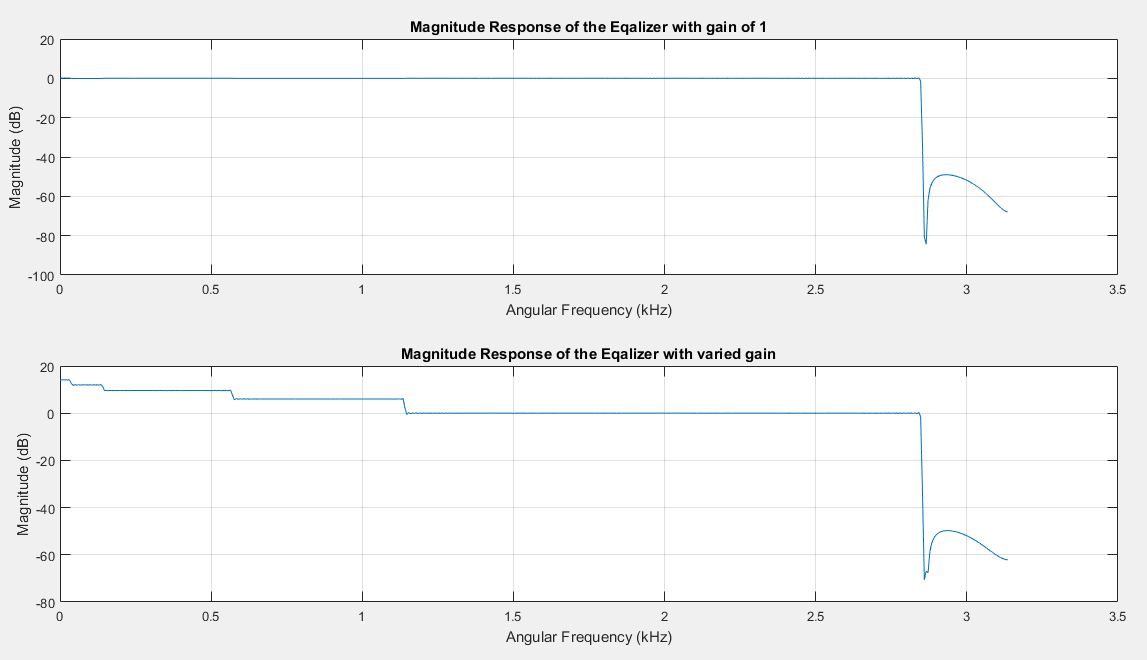 Magnitude Response of the Eqalizer with gain of 1
20
0
-20
-40
-60
-80
-100
Magnitude (dB)
0 0.5 1 1.5 2 2.5 3 3.5
Angular Frequency (kHz)
Magnitude Response of the Eqalizer with varied gain
20
0
-20
-40
-60
-80
Magnitude (dB)
0 0.5 1 1.5 2 2.5 3 3.5
Angular Frequency (kHz)